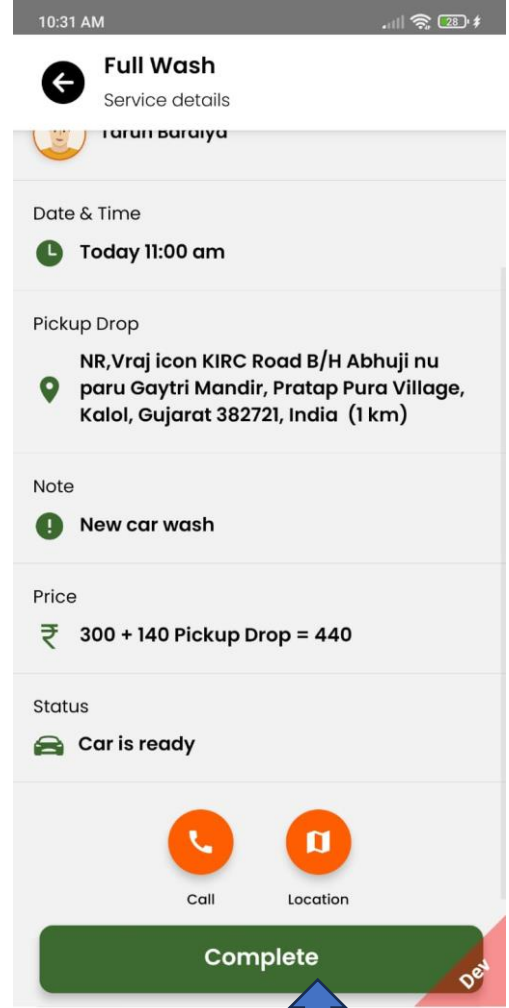 10:31 AM
28
Full Wash
Service details
Tarun Baraiya
Date & Time
Today 11:00 am
Pickup Drop
NR,Vraj icon KIRC Road B/H Abhuji nu
paru Gaytri Mandir, Pratap Pura Village,
Kalol, Gujarat 382721, India (1 km)
Note
New car wash
Price
₹ 300 + 140 Pickup Drop = 440
Status
Car is ready
Call Location
Complete
Dev